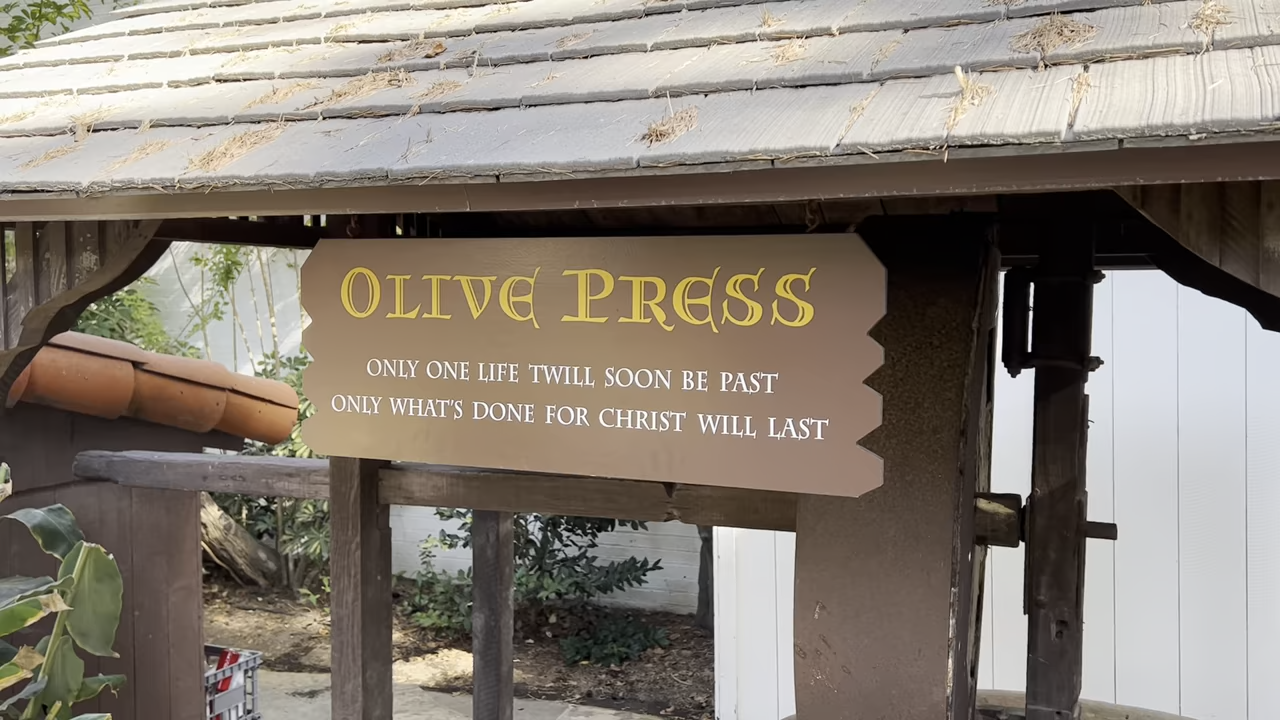 OLIVE PRESS
ONLY ONE LIFE TWILL SOON BE PAST
ONLY WHAT'S DONE FOR CHRIST WILL LAST